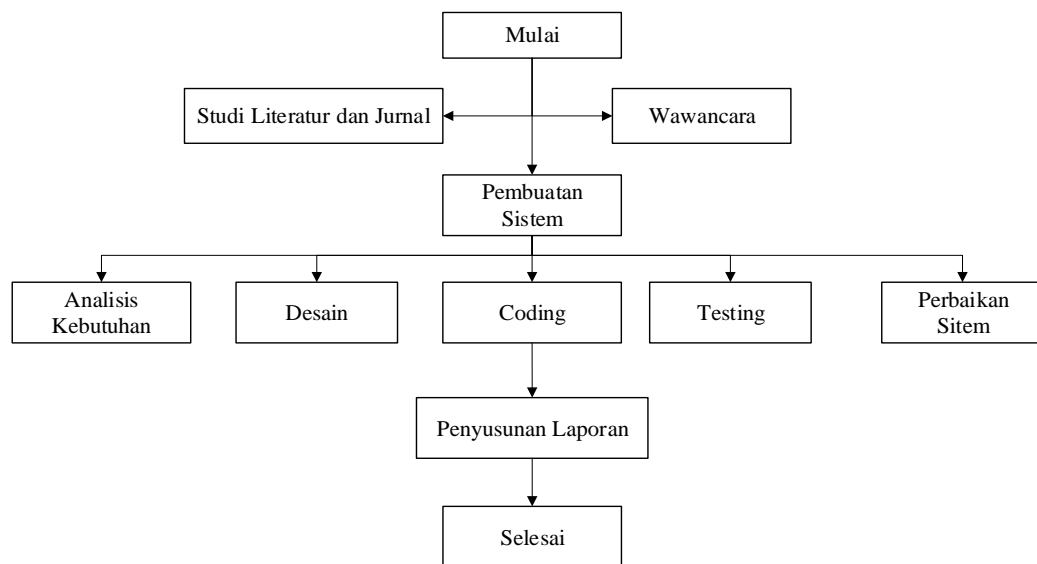 Mulai
Studi Literatur dan Jurnal
Wawancara
Pembuatan
Sistem
Analisis
Kebutuhan
Desain
Coding
Testing
Perbaikan
Sitem
Penyusunan Laporan
Selesai